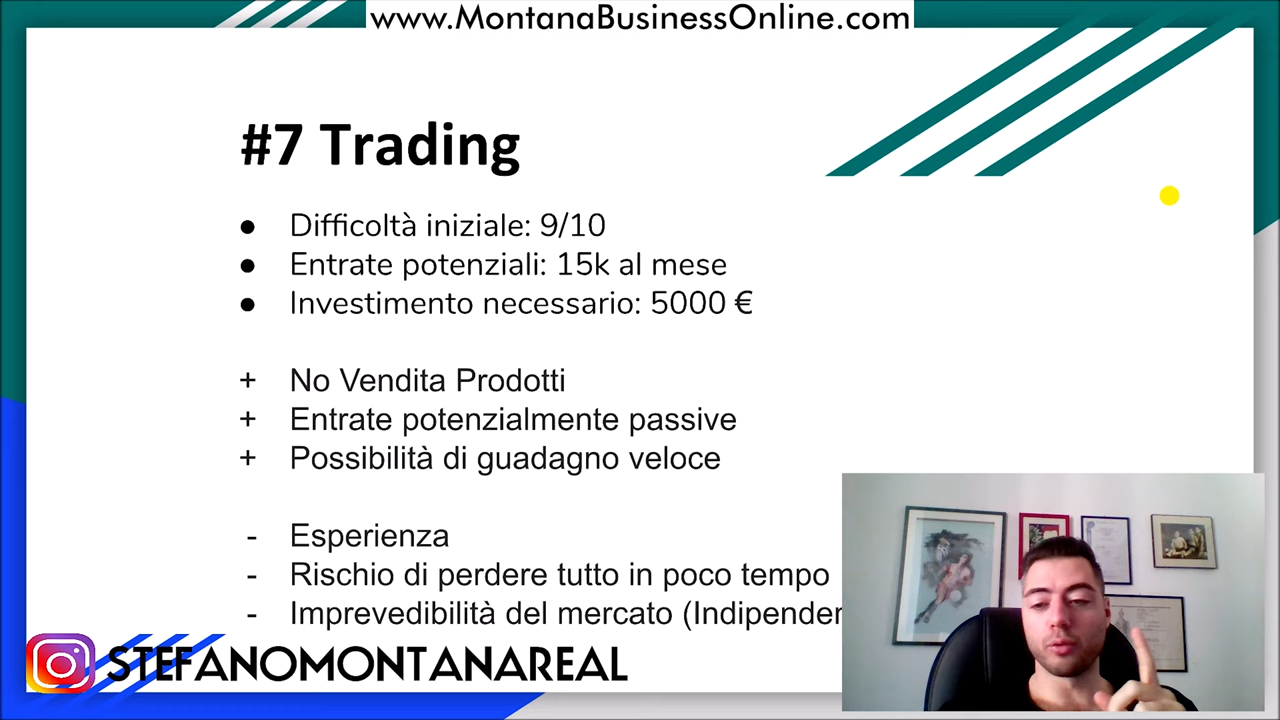 www.MontanaBusinessOnline.com
#7 Trading
● Difficoltà iniziale: 9/10
● Entrate potenziali: 15k al mese
● Investimento necessario: 5000 €
+ No Vendita Prodotti
+ Entrate potenzialmente passive
+ Possibilità di guadagno veloce
- Esperienza
- Rischio di perdere tutto in poco tempo
- Imprevedibilità del mercato
STEFANOMONTANAREAL